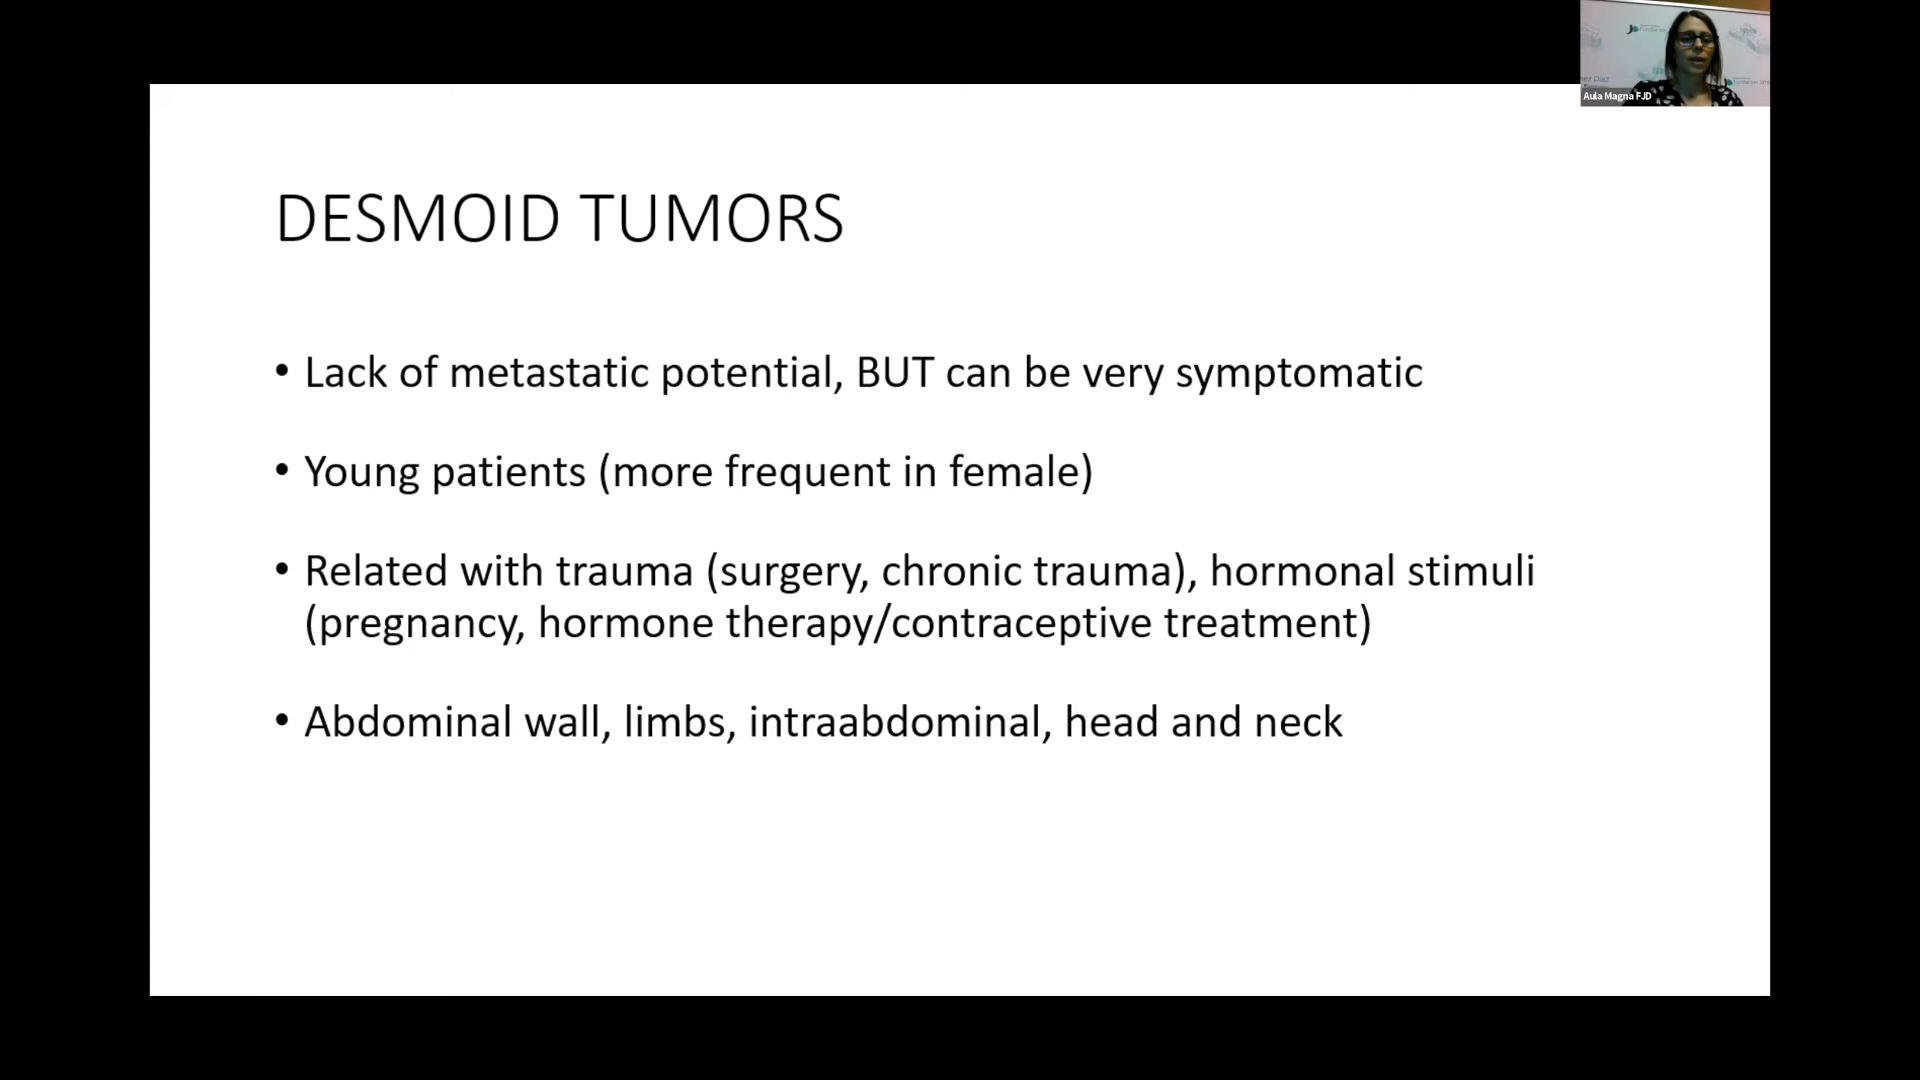 Aula Magna FJD
DESMOID TUMORS
• Lack of metastatic potential, BUT can be very symptomatic
• Young patients (more frequent in female)
• Related with trauma (surgery, chronic trauma), hormonal stimuli
(pregnancy, hormone therapy/contraceptive treatment)
• Abdominal wall, limbs, intraabdominal, head and neck